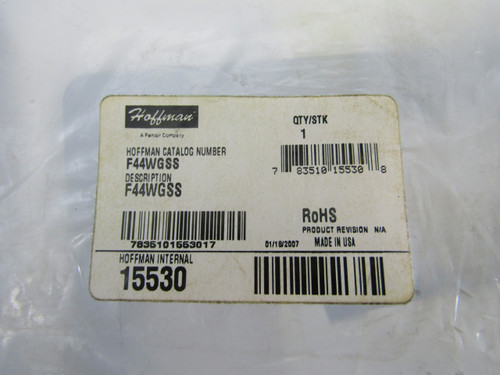 Hoffman
A Pentair Company
QTY/STK
1
HOFFMAN CATALOG NUMBER
F44WGSS
DESCRIPTION
F44WGSS
7 83510 15530 8
7835101553017
RoHS
PRODUCT REVISION N/A
01/18/2007 MADE IN USA
HOFFMAN INTERNAL
15530